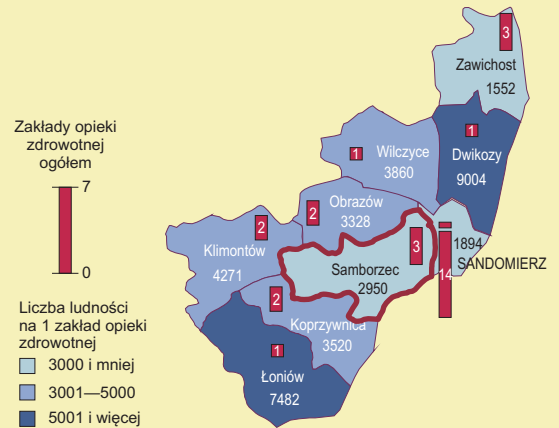 3
Zawichost
1552
Zakłady opieki
zdrowotnej
ogółem
7
0
1
Dwikozy
9004
1
Wilczyce
3860
2
Obrazów
3328
2
Klimontów
4271
3
Samborzec
2950
1894
SANDOMIERZ
14
2
Koprzywnica
3520
1
Łoniów
7482
Liczba ludności
na 1 zakład opieki
zdrowotnej
3000 i mniej
3001—5000
5001 i więcej